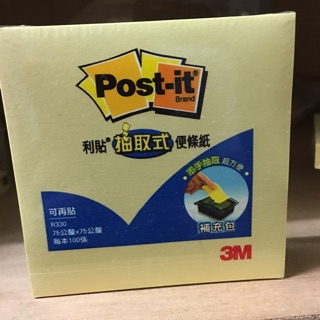 Post-it®
Brand
利貼® 抽取式 便條紙
單手抽取 超方便
可再貼
R330
75公釐x75公釐
每本100張
補充包
3M